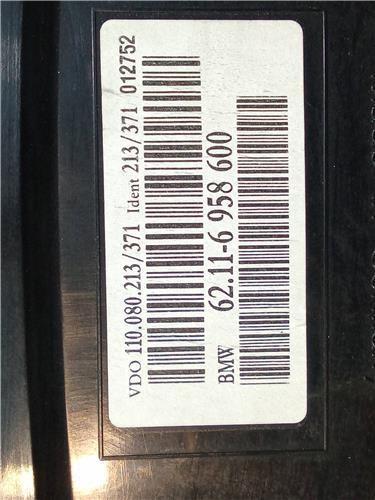 VDO 110.080.213/371 Ident 213/371 012752
BMW 62.11-6 958 600